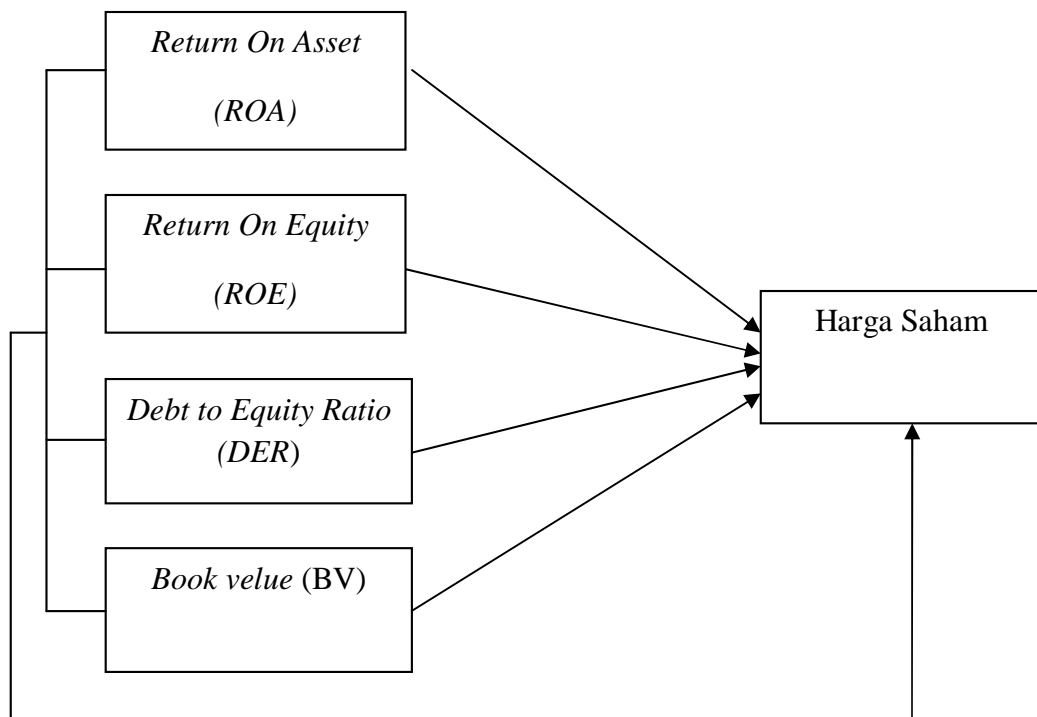 Return On Asset
(ROA)
Return On Equity
(ROE)
Harga Saham
Debt to Equity Ratio
(DER)
Book velue (BV)